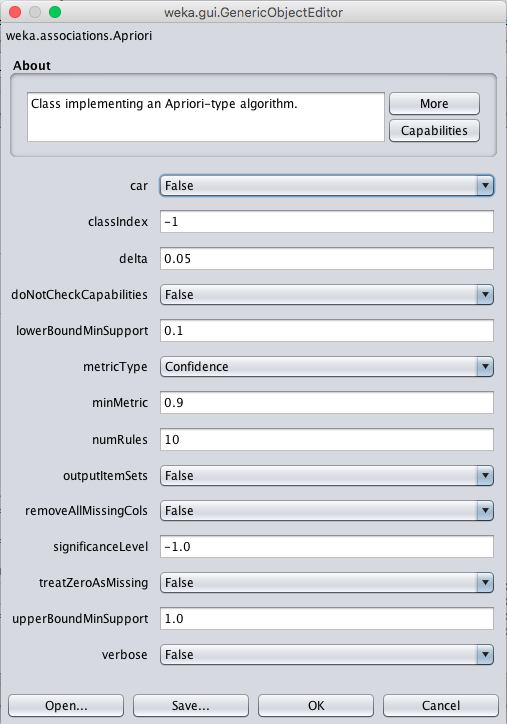 weka.gui.GenericObjectEditor
weka.associations.Apriori
About
Class implementing an Apriori-type algorithm.
More
Capabilities
car False
classIndex -1
delta 0.05
doNotCheckCapabilities False
lowerBoundMinSupport 0.1
metricType Confidence
minMetric 0.9
numRules 10
outputItemSets False
removeAllMissingCols False
significanceLevel -1.0
treatZeroAsMissing False
upperBoundMinSupport 1.0
verbose False
Open... Save... OK Cancel